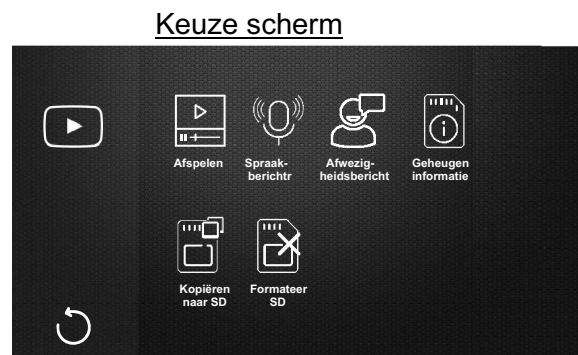 Keuze scherm
Afspelen
Spraak-
berichtr
Afwezig-
heidsbericht
Geheugen
informatie
Kopiëren
naar SD
Formateer
SD